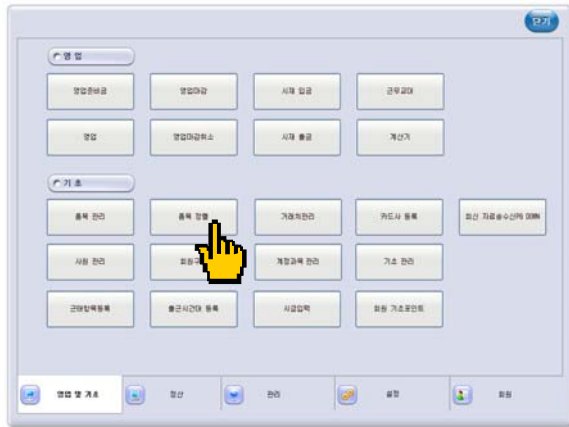 닫기
영 업
영업준비금 영업마감 시재 입금 근무교대
영업 영업마감취소 시재 출금 계산기
기 초
품목 관리 품목 정렬 거래처관리 카드사 등록 최신 자료송수신PG DOWN
사원 관리 회원구 계정과목 관리 기초 관리
근태항목등록 출근시간대 등록 시급입력 회원 기초포인트
영업 및 기초 정산 관리 설정 회원